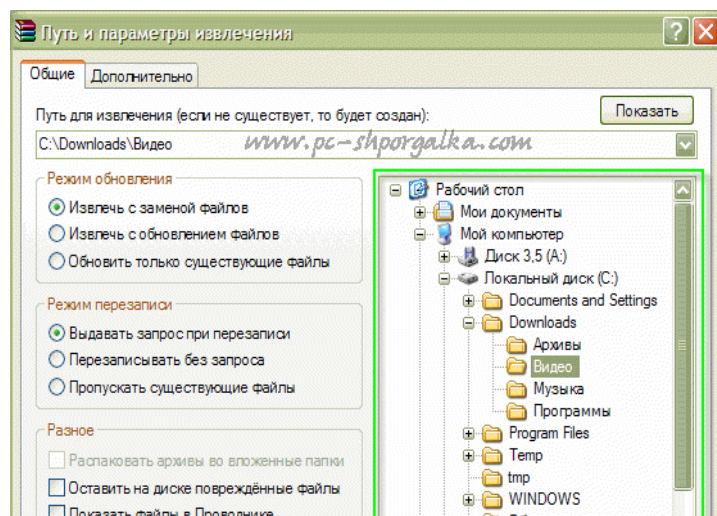 Путь и параметры извлечения
Общие
Дополнительно
Путь для извлечения (если не существует, то будет создан):
Показать
C:\Downloads\Видео
www.pc-shporgalka.com
Режим обновления
Извлечь с заменой файлов
Извлечь с обновлением файлов
Обновить только существующие файлы
Режим перезаписи
Выдавать запрос при перезаписи
Перезаписывать без запроса
Пропускать существующие файлы
Разное
Распаковать архивы во вложенные папки
Оставить на диске повреждённые файлы
Показать файлы в Проводнике
Рабочий стол
Мои документы
Мой компьютер
Диск 3,5 (A:)
Локальный диск (C:)
Documents and Settings
Downloads
Архивы
Видео
Музыка
Программы
Program Files
Temp
tmp
WINDOWS